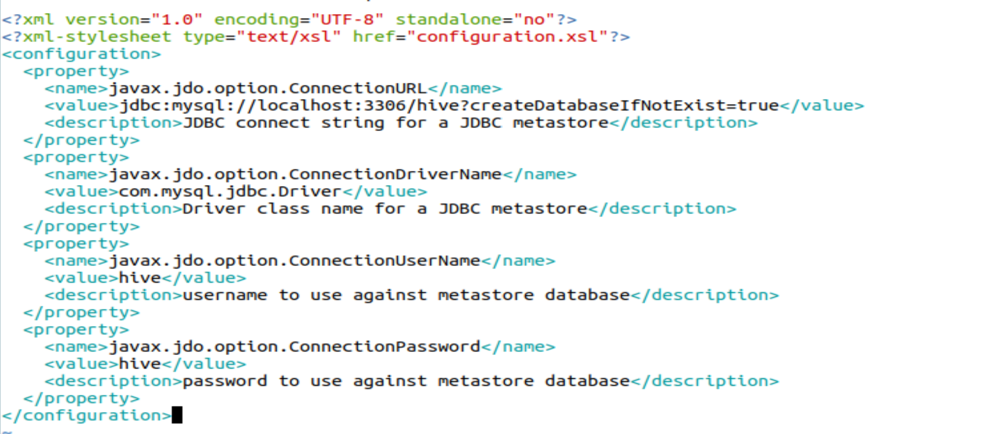 <?xml version="1.0" encoding="UTF-8" standalone="no"?>
<?xml-stylesheet type="text/xsl" href="configuration.xsl"?>
<configuration>
  <property>
    <name>javax.jdo.option.ConnectionURL</name>
    <value>jdbc:mysql://localhost:3306/hive?createDatabaseIfNotExist=true</value>
    <description>JDBC connect string for a JDBC metastore</description>
  </property>
  <property>
    <name>javax.jdo.option.ConnectionDriverName</name>
    <value>com.mysql.jdbc.Driver</value>
    <description>Driver class name for a JDBC metastore</description>
  </property>
  <property>
    <name>javax.jdo.option.ConnectionUserName</name>
    <value>hive</value>
    <description>username to use against metastore database</description>
  </property>
  <property>
    <name>javax.jdo.option.ConnectionPassword</name>
    <value>hive</value>
    <description>password to use against metastore database</description>
  </property>
</configuration>
~